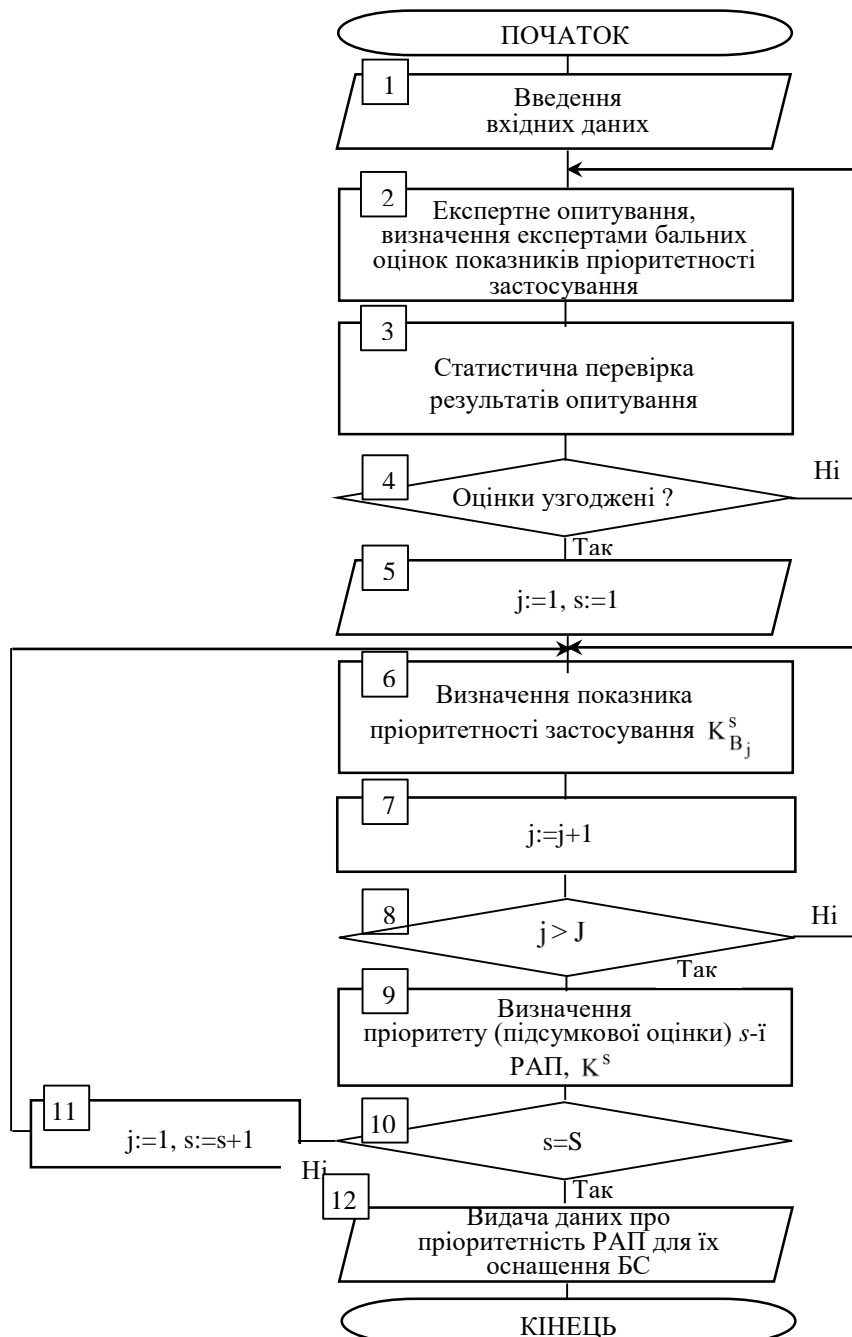 ПОЧАТОК
1
Введення
вхідних даних
2
Експертне опитування,
визначення експертами бальних
оцінок показників пріоритетності
застосування
3
Статистична перевірка
результатів опитування
4
Оцінки узгоджені ?
Ні
Так
5
j:=1, s:=1
6
Визначення показника
пріоритетності застосування K^s_{B_j}
7
j:=j+1
8
j > J
Ні
Так
9
Визначення
пріоритету (підсумкової оцінки) s-ї
РАП, K^s
10
s=S
11
j:=1, s:=s+1
Ні
Так
12
Видача даних про
пріоритетність РАП для їх
оснащення БС
КІНЕЦЬ